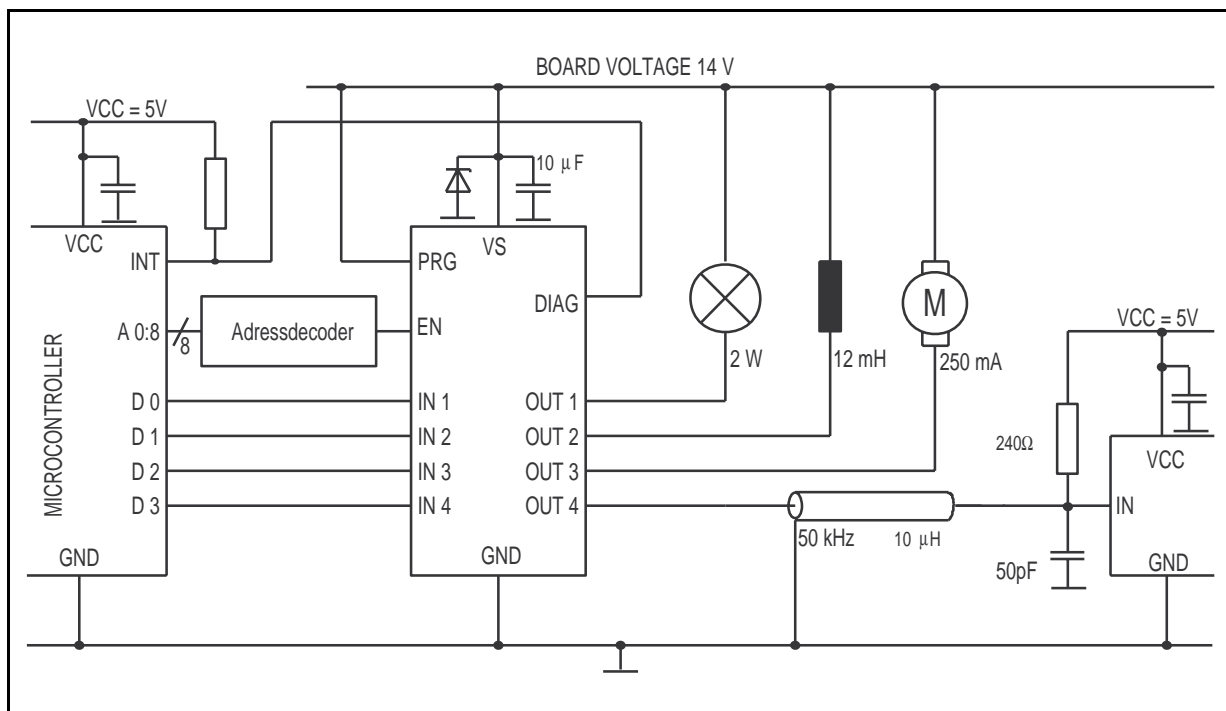 BOARD VOLTAGE 14 V
VCC = 5V
10 µF
VCC
VS
INT
PRG
DIAG
A 0:8
8
Adressdecoder
EN
M
VCC = 5V
2 W
12 mH
250 mA
MICROCONTROLLER
D 0
IN 1
OUT 1
D 1
IN 2
OUT 2
240Ω
VCC
D 2
IN 3
OUT 3
D 3
IN 4
OUT 4
IN
50 kHz
10 µH
GND
GND
50pF
GND